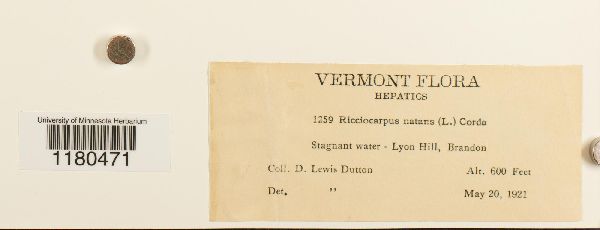 University of Minnesota Herbarium
1180471
VERMONT FLORA
HEPATICS
1259 Ricciocarpus natans (L.) Corda
Stagnant water - Lyon Hill, Brandon
Coll. D. Lewis Dutton Alt. 600 Feet
Det. " May 20, 1921